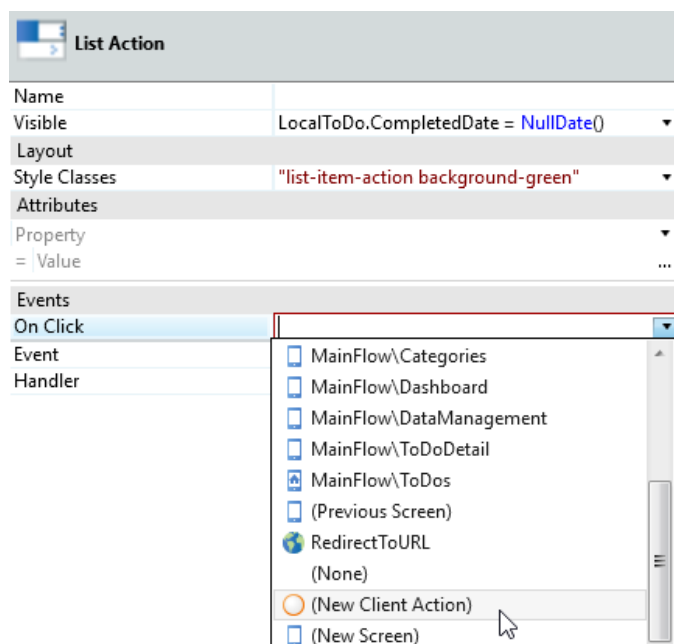 List Action
Name
Visible LocalToDo.CompletedDate = NullDate()
Layout
Style Classes "list-item-action background-green"
Attributes
Property
= Value ...
Events
On Click
Event
Handler
MainFlow\Categories
MainFlow\Dashboard
MainFlow\DataManagement
MainFlow\ToDoDetail
MainFlow\ToDos
(Previous Screen)
RedirectToURL
(None)
(New Client Action)
(New Screen)